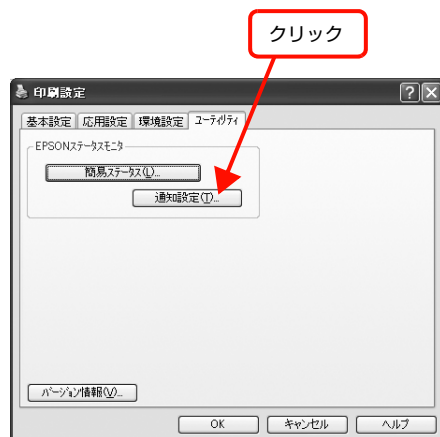 クリック
印刷設定
基本設定 応用設定 環境設定 ユーティリティ
EPSONステータスモニタ
簡易ステータス(L)...
通知設定(T)...
バージョン情報(V)...
OK キャンセル ヘルプ